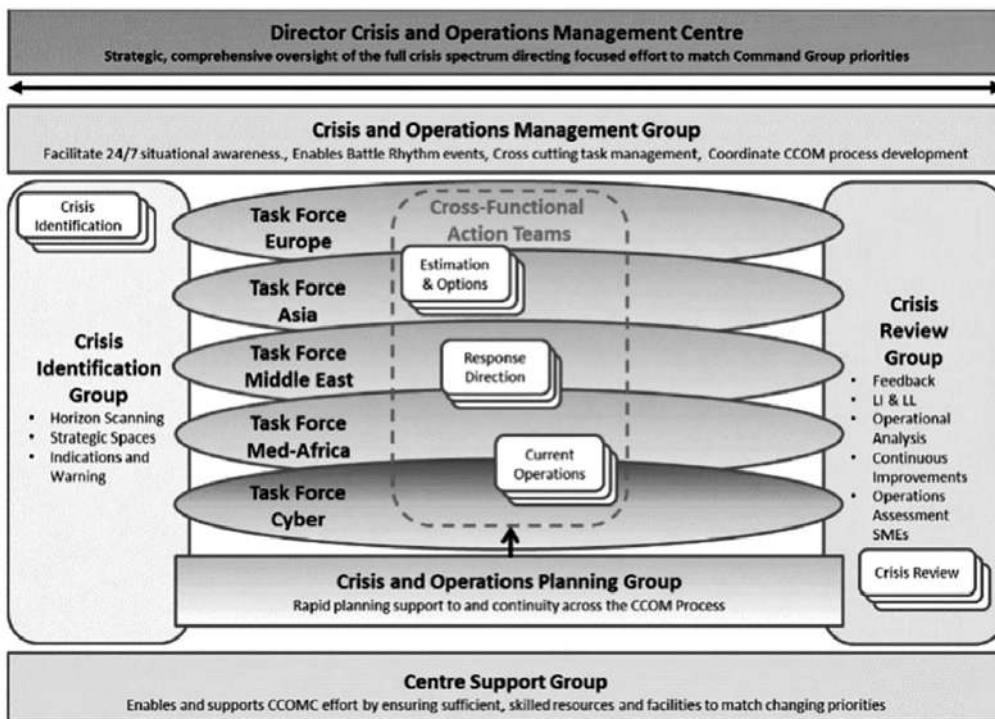 Director Crisis and Operations Management Centre
Strategic, comprehensive oversight of the full crisis spectrum directing focused effort to match Command Group priorities
Crisis and Operations Management Group
Facilitate 24/7 situational awareness., Enables Battle Rhythm events, Cross cutting task management, Coordinate CCOM process development
Crisis
Identification
Crisis
Identification
Group
• Horizon Scanning
• Strategic Spaces
• Indications and
Warning
Task Force
Europe
Task Force
Asia
Task Force
Middle East
Task Force
Med-Africa
Task Force
Cyber
Cross-Functional
Action Teams
Estimation
& Options
Response
Direction
Current
Operations
Crisis
Review
Group
• Feedback
• LI & LL
• Operational
Analysis
• Continuous
Improvements
• Operations
Assessment
SMEs
Crisis Review
Crisis and Operations Planning Group
Rapid planning support to and continuity across the CCOM Process
Centre Support Group
Enables and supports CCOMC effort by ensuring sufficient, skilled resources and facilities to match changing priorities